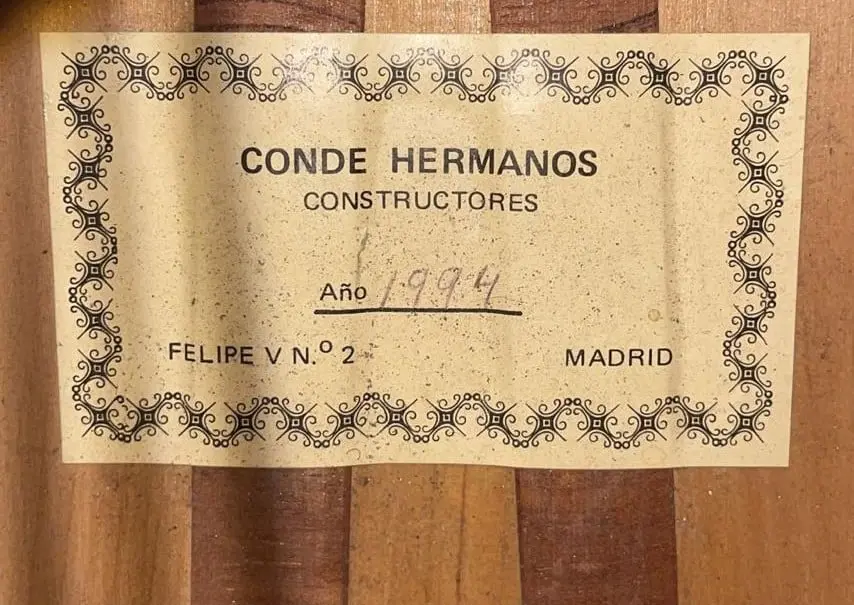 CONDE HERMANOS
CONSTRUCTORES
Año 1994
FELIPE V N.º 2
MADRID